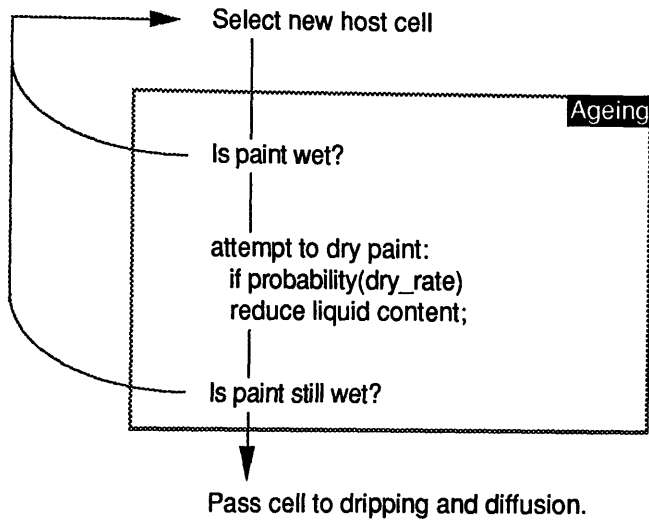 Select new host cell
Ageing
Is paint wet?
attempt to dry paint:
if probability(dry_rate)
reduce liquid content;
Is paint still wet?
Pass cell to dripping and diffusion.